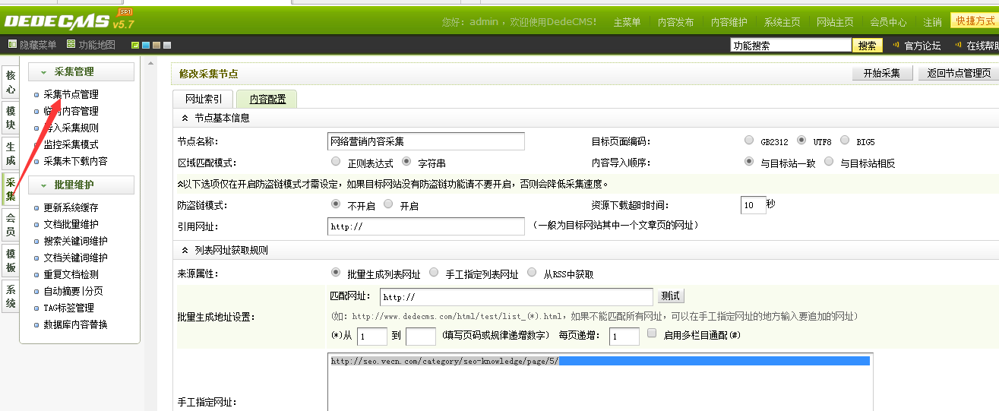 DEDECMS v5.7 SP1
您好：admin ，欢迎使用DedeCMS! 主菜单 内容发布 内容维护 系统主页 网站主页 会员中心 注销 快捷方式
隐藏菜单 功能地图 功能搜索 搜索 官方论坛 在线帮助
核心
模块
生成
采集
会员
模板
系统
采集管理
采集节点管理
临时内容管理
导入采集规则
监控采集模式
采集未下载内容
批量维护
更新系统缓存
文档批量维护
搜索关键词维护
文档关键词维护
重复文档检测
自动摘要|分页
TAG标签管理
数据库内容替换
修改采集节点 开始采集 返回节点管理页
网址索引 内容配置
节点基本信息
节点名称： 网络营销内容采集 目标页面编码： GB2312 UTF8 BIG5
区域匹配模式： 正则表达式 字符串 内容导入顺序： 与目标站一致 与目标站相反
以下选项仅在开启防盗链模式才需设定，如果目标网站没有防盗链功能请不要开启，否则会降低采集速度。
防盗链模式： 不开启 开启 资源下载超时时间： 10 秒
引用网址： http:// （一般为目标网站其中一个文章页的网址）
列表网址获取规则
来源属性： 批量生成列表网址 手工指定列表网址 从RSS中获取
批量生成地址设置：
匹配网址： http:// 测试
(如：http://www.dedecms.com/html/test/list_(*).html，如果不能匹配所有网址，可以在手工指定网址的地方输入要追加的网址)
(*)从 1 到 (填写页码或规律递增数字) 每页递增： 1 启用多栏目通配(#)
http://seo.vecn.com/category/seo-knowledge/page/5/
手工指定网址：